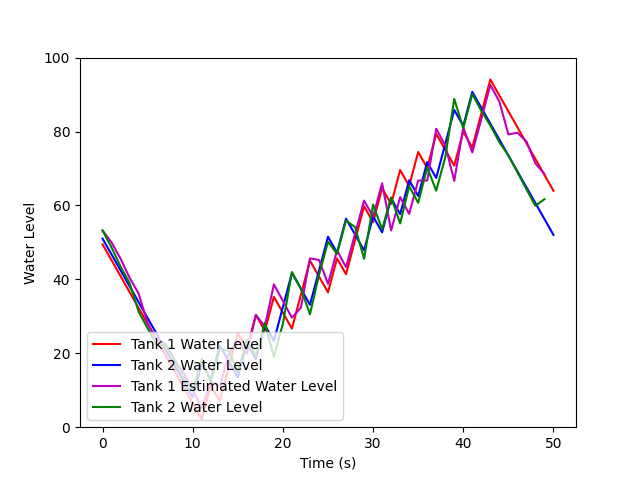 100
80
60
40
20
0
Water Level
Tank 1 Water Level
Tank 2 Water Level
Tank 1 Estimated Water Level
Tank 2 Water Level
0 10 20 30 40 50
Time (s)